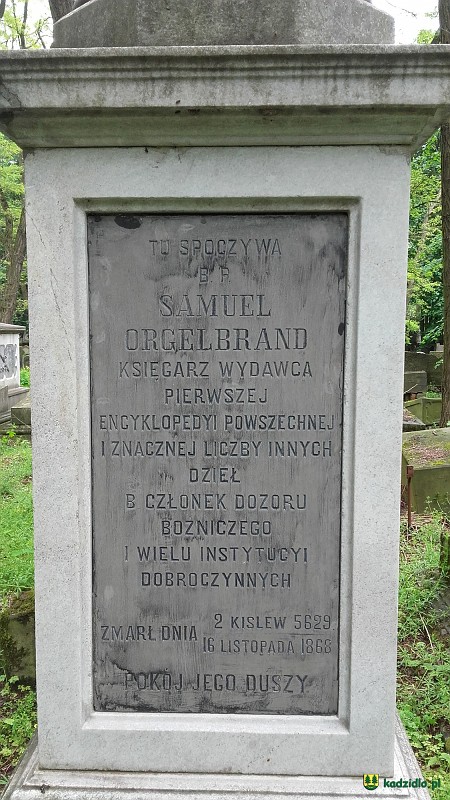 TU SPOCZYWA
B. P.
SAMUEL
ORGELBRAND
KSIĘGARZ WYDAWCA
PIERWSZEJ
ENCYKLOPEDYI POWSZECHNEJ
I ZNACZNEJ LICZBY INNYCH
DZIEŁ
B CZŁONEK DOZORU
BOZNICZEGO
I WIELU INSTYTUCYI
DOBROCZYNNYCH
ZMARŁ DNIA 2 KISLEW 5629
16 LISTOPADA 1868
POKÓJ JEGO DUSZY
kadzidlo.pl